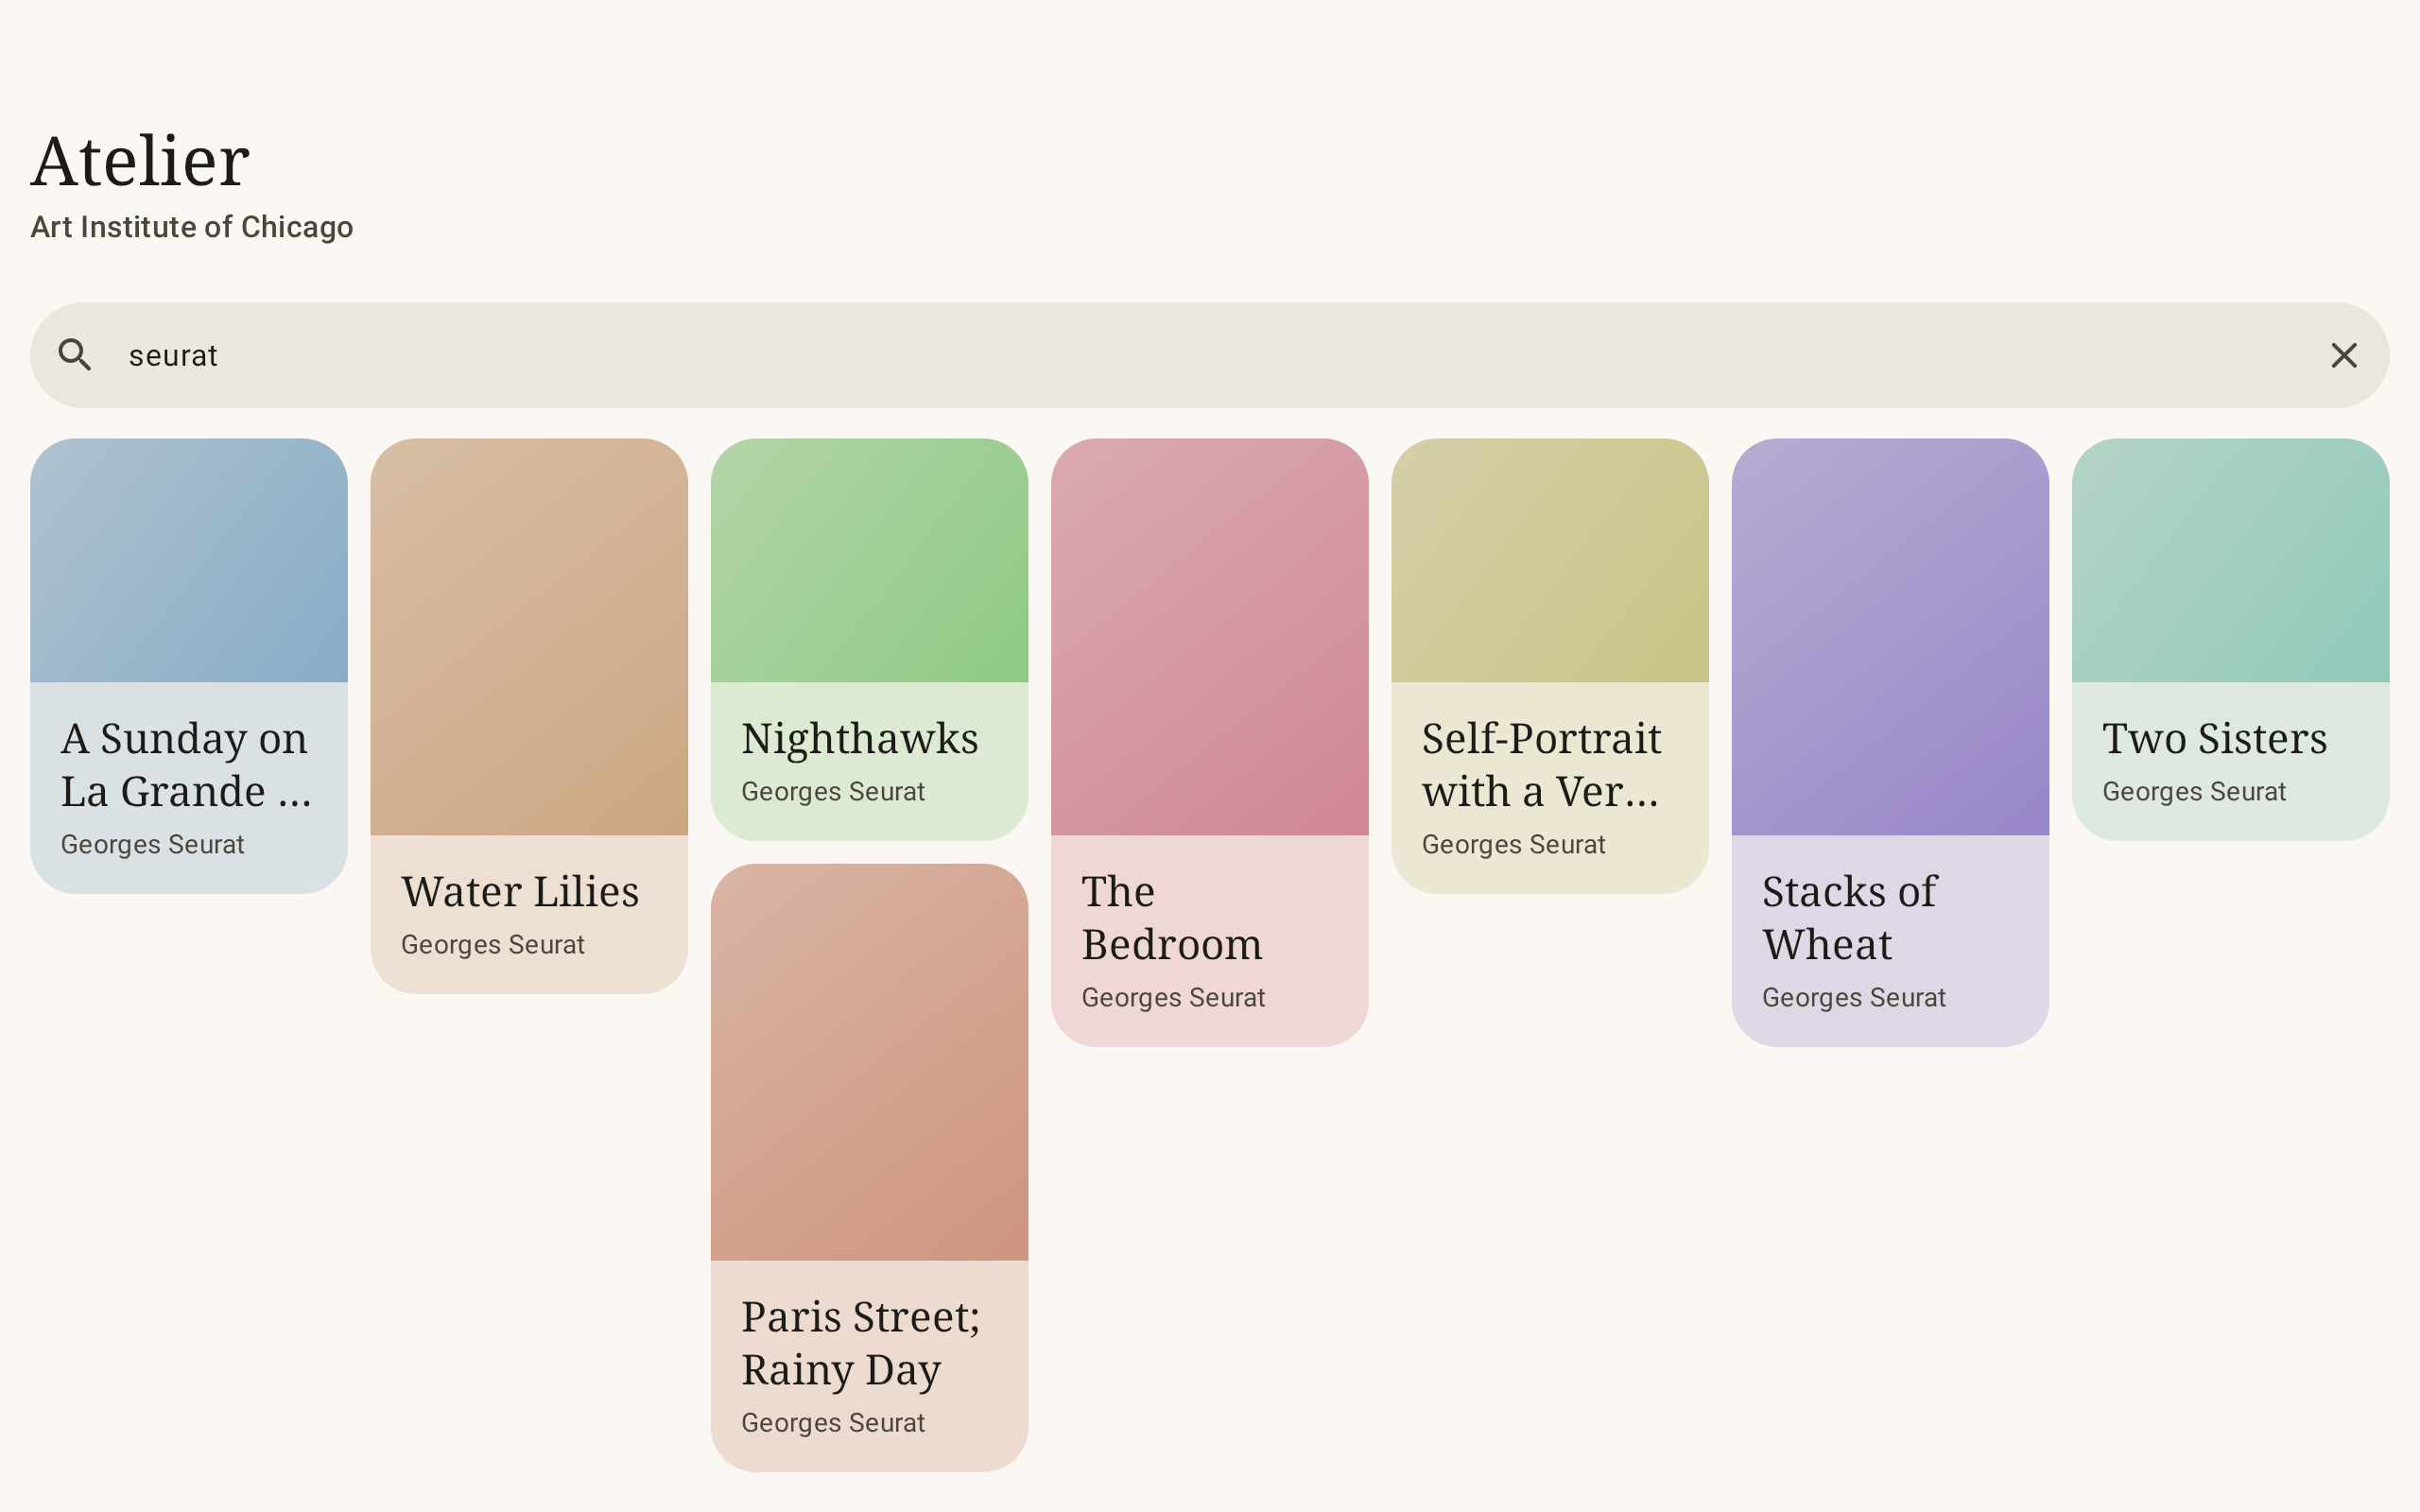 Atelier
Art Institute of Chicago
seurat
A Sunday on
La Grande ...
Georges Seurat
Water Lilies
Georges Seurat
Nighthawks
Georges Seurat
The
Bedroom
Georges Seurat
Self-Portrait
with a Ver...
Georges Seurat
Stacks of
Wheat
Georges Seurat
Two Sisters
Georges Seurat
Paris Street;
Rainy Day
Georges Seurat